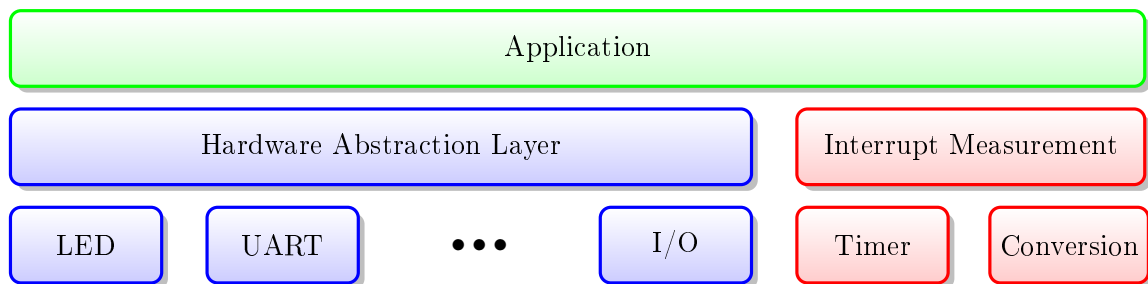 Application
Hardware Abstraction Layer Interrupt Measurement
LED UART ••• I/O Timer Conversion